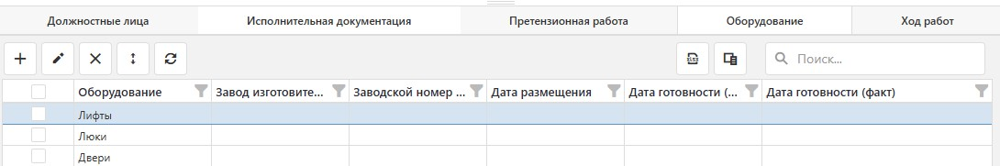 Должностные лица Исполнительная документация Претензионная работа Оборудование Ход работ
Поиск...
Оборудование Завод изготовите... Заводской номер ... Дата размещения Дата готовности (... Дата готовности (факт)
Лифты
Люки
Двери